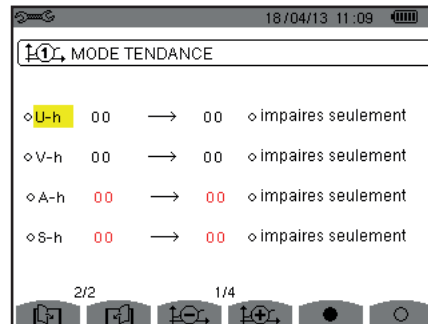 18/04/13 11:09
1 MODE TENDANCE
U-h 00 → 00 impaires seulement
V-h 00 → 00 impaires seulement
A-h 00 → 00 impaires seulement
S-h 00 → 00 impaires seulement
2/2 1/4